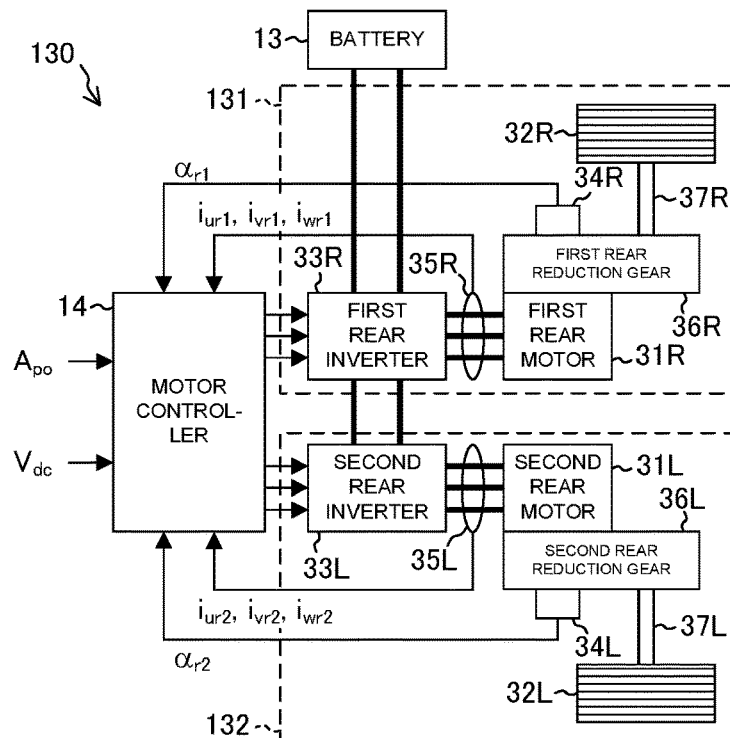 130
13
BATTERY
131
32R
α_r1
34R
37R
i_ur1, i_vr1, i_wr1
33R
35R
FIRST REAR
REDUCTION GEAR
14
FIRST
REAR
INVERTER
FIRST
REAR
MOTOR
36R
31R
A_po
MOTOR
CONTROL-
LER
V_dc
SECOND
REAR
INVERTER
SECOND
REAR
MOTOR
31L
36L
SECOND REAR
REDUCTION GEAR
33L
35L
i_ur2, i_vr2, i_wr2
34L
37L
α_r2
32L
132